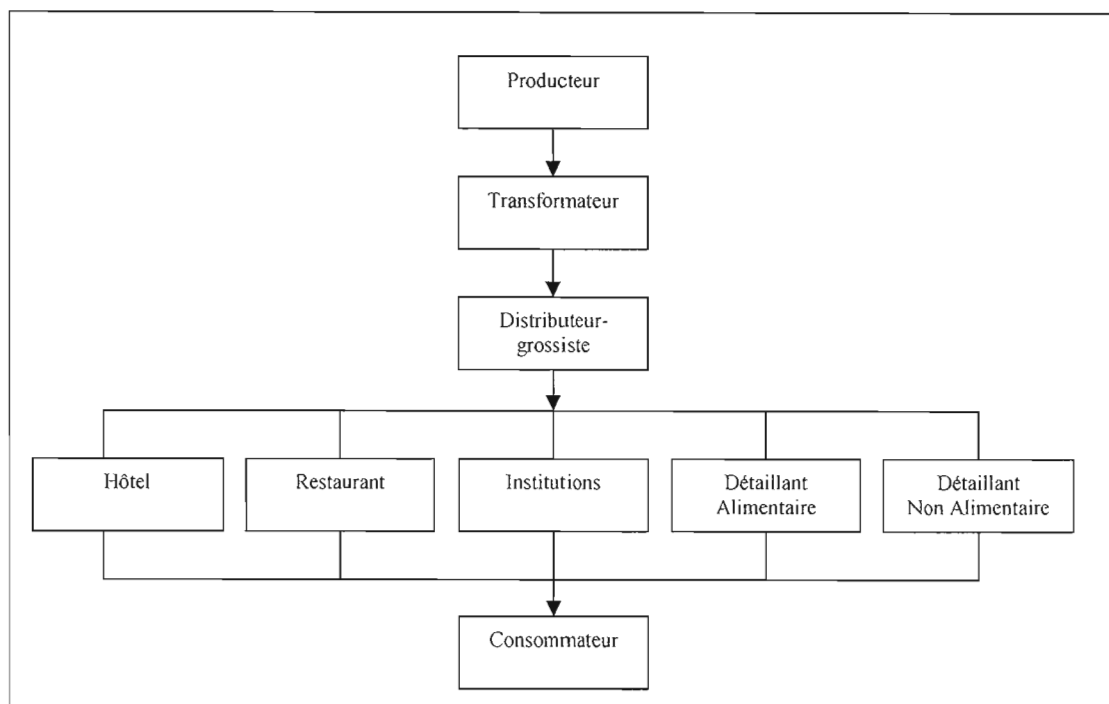 Producteur
Transformateur
Distributeur-
grossiste
Hôtel
Restaurant
Institutions
Détaillant
Alimentaire
Détaillant
Non Alimentaire
Consommateur